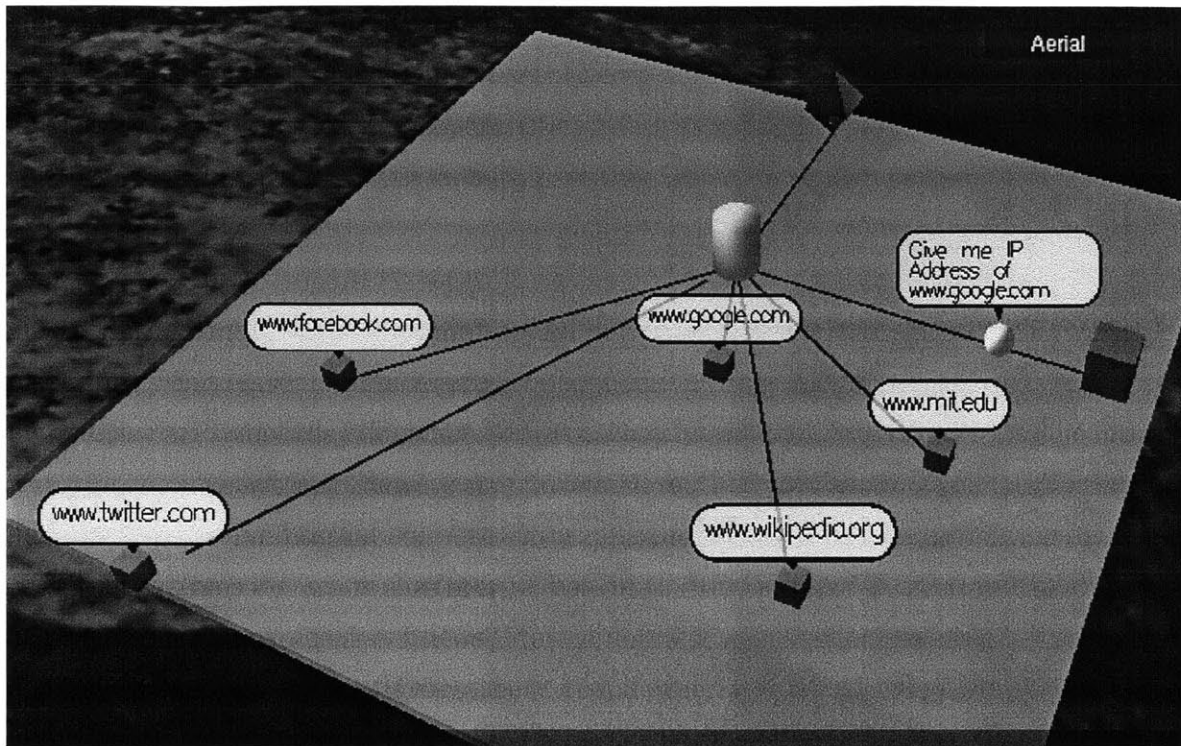 Aerial
Give me IP
Address of
www.google.com
www.facebook.com
www.google.com
www.mit.edu
www.twitter.com
www.wikipedia.org